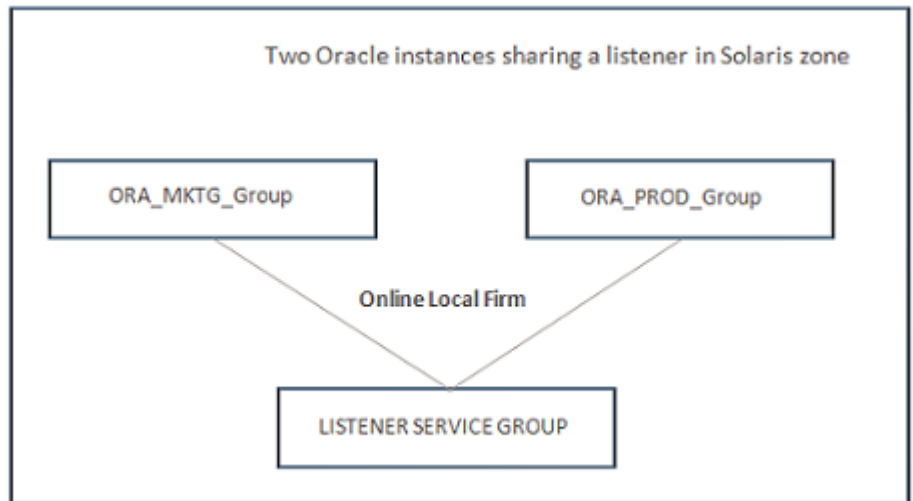 Two Oracle instances sharing a listener in Solaris zone
ORA_MKTG_Group
ORA_PROD_Group
Online Local Firm
LISTENER SERVICE GROUP